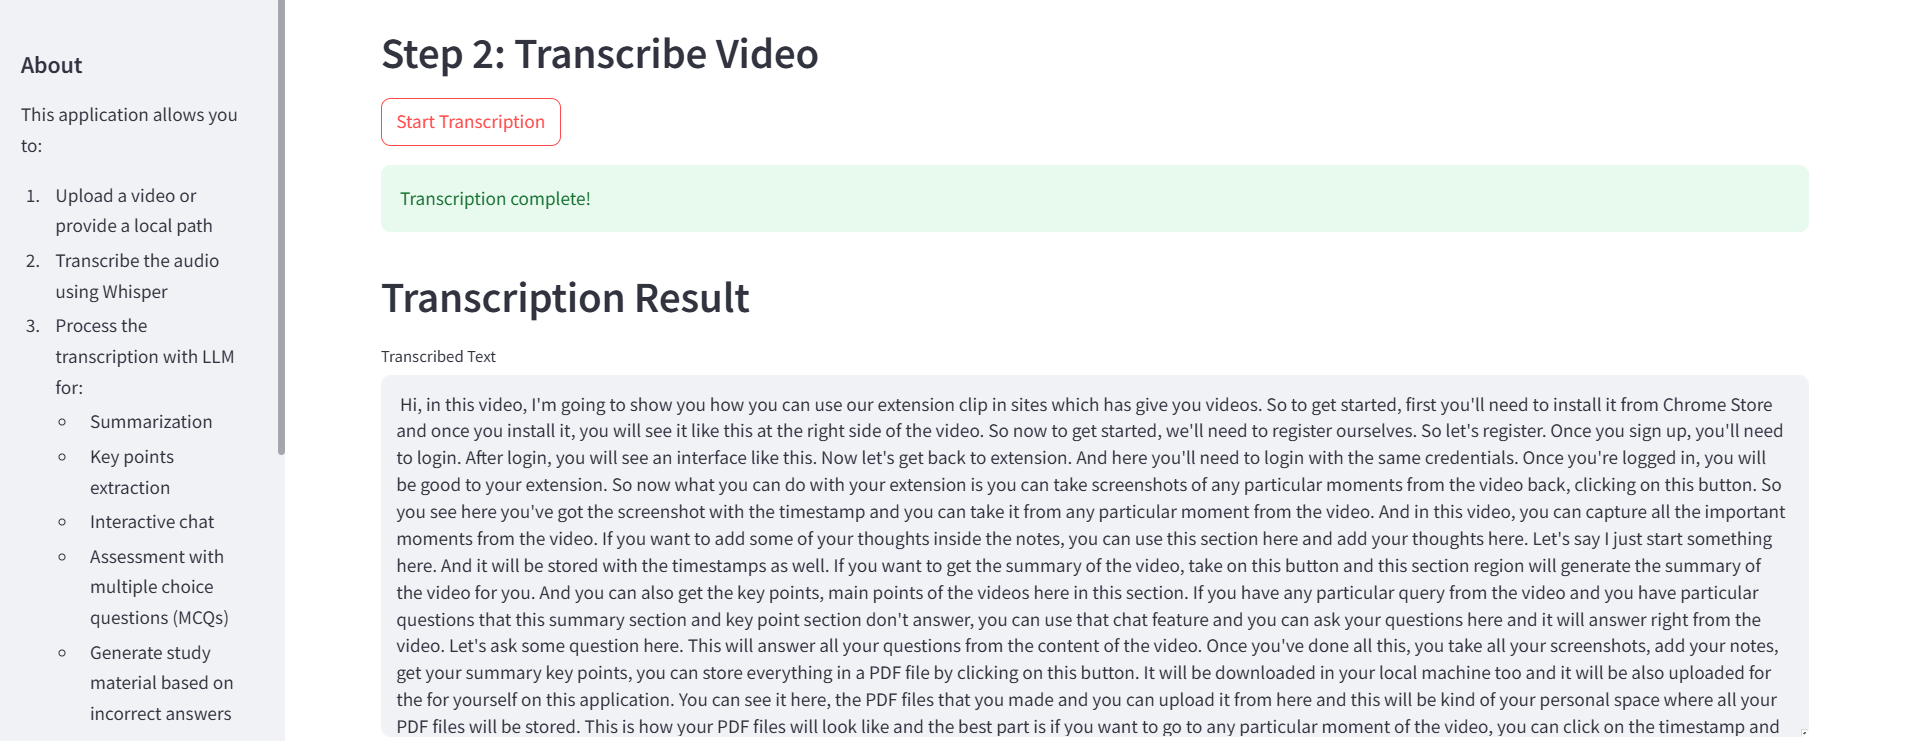 About
This application allows you
to:
1. Upload a video or
provide a local path
2. Transcribe the audio
using Whisper
3. Process the
transcription with LLM
for:
Summarization
Key points
extraction
Interactive chat
Assessment with
multiple choice
questions (MCQs)
Generate study
material based on
incorrect answers
Step 2: Transcribe Video
Start Transcription
Transcription complete!
Transcription Result
Transcribed Text
Hi, in this video, I'm going to show you how you can use our extension clip in sites which has give you videos. So to get started, first you'll need to install it from Chrome Store
and once you install it, you will see it like this at the right side of the video. So now to get started, we'll need to register ourselves. So let's register. Once you sign up, you'll need
to login. After login, you will see an interface like this. Now let's get back to extension. And here you'll need to login with the same credentials. Once you're logged in, you will
be good to your extension. So now what you can do with your extension is you can take screenshots of any particular moments from the video back, clicking on this button. So
you see here you've got the screenshot with the timestamp and you can take it from any particular moment from the video. And in this video, you can capture all the important
moments from the video. If you want to add some of your thoughts inside the notes, you can use this section here and add your thoughts here. Let's say I just start something
here. And it will be stored with the timestamps as well. If you want to get the summary of the video, take on this button and this section region will generate the summary of
the video for you. And you can also get the key points, main points of the videos here in this section. If you have any particular query from the video and you have particular
questions that this summary section and key point section don't answer, you can use that chat feature and you can ask your questions here and it will answer right from the
video. Let's ask some question here. This will answer all your questions from the content of the video. Once you've done all this, you take all your screenshots, add your notes,
get your summary key points, you can store everything in a PDF file by clicking on this button. It will be downloaded in your local machine too and it will be also uploaded for
the for yourself on this application. You can see it here, the PDF files that you made and you can upload it from here and this will be kind of your personal space where all your
PDF files will be stored. This is how your PDF files will look like and the best part is if you want to go to any particular moment of the video, you can click on the timestamp and